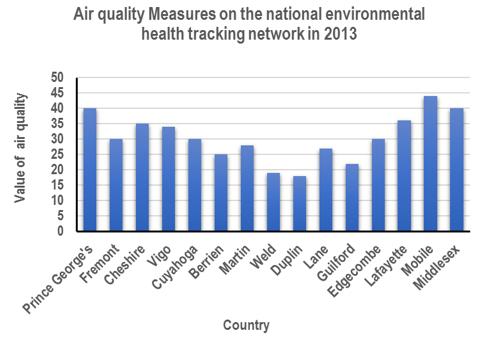 Air quality Measures on the national environmental
health tracking network in 2013
Value of  air quality
50
45
40
35
30
25
20
15
10
5
0
Prince George's
Fremont
Cheshire
Vigo
Cuyahoga
Berrien
Martin
Weld
Duplin
Lane
Guilford
Edgecombe
Lafayette
Mobile
Middlesex
Country